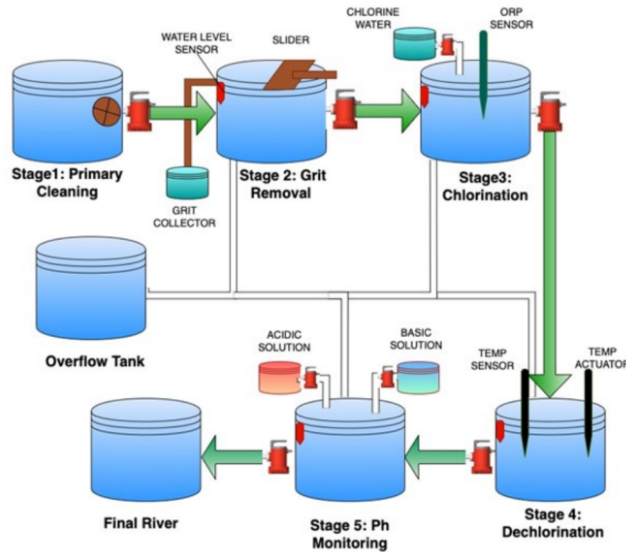 CHLORINE
WATER
ORP
SENSOR
WATER LEVEL
SENSOR
SLIDER
Stage1: Primary
Cleaning
Stage 2: Grit
Removal
Stage3:
Chlorination
GRIT
COLLECTOR
Overflow Tank
ACIDIC
SOLUTION
BASIC
SOLUTION
TEMP
SENSOR
TEMP
ACTUATOR
Final River
Stage 5: Ph
Monitoring
Stage 4:
Dechlorination